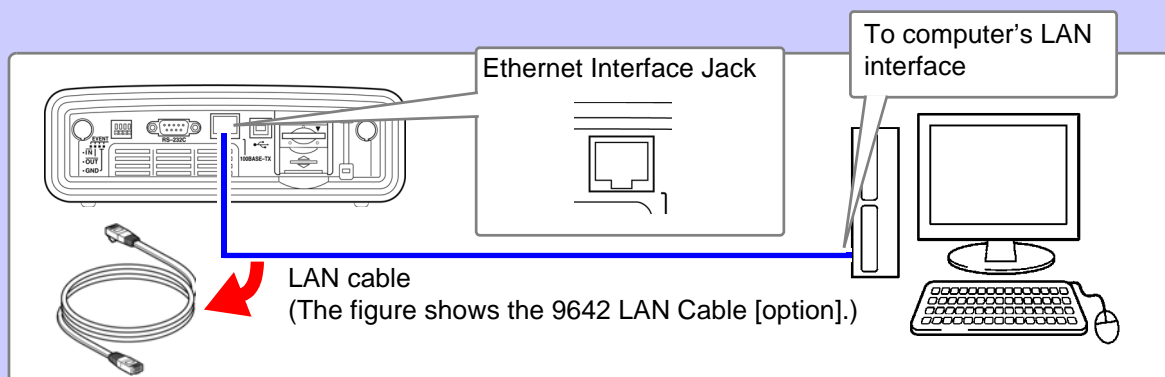 To computer's LAN
interface
Ethernet Interface Jack
EVENT
RS-232C
•IN
•OUT
•GND
100BASE-TX
LAN cable
(The figure shows the 9642 LAN Cable [option].)